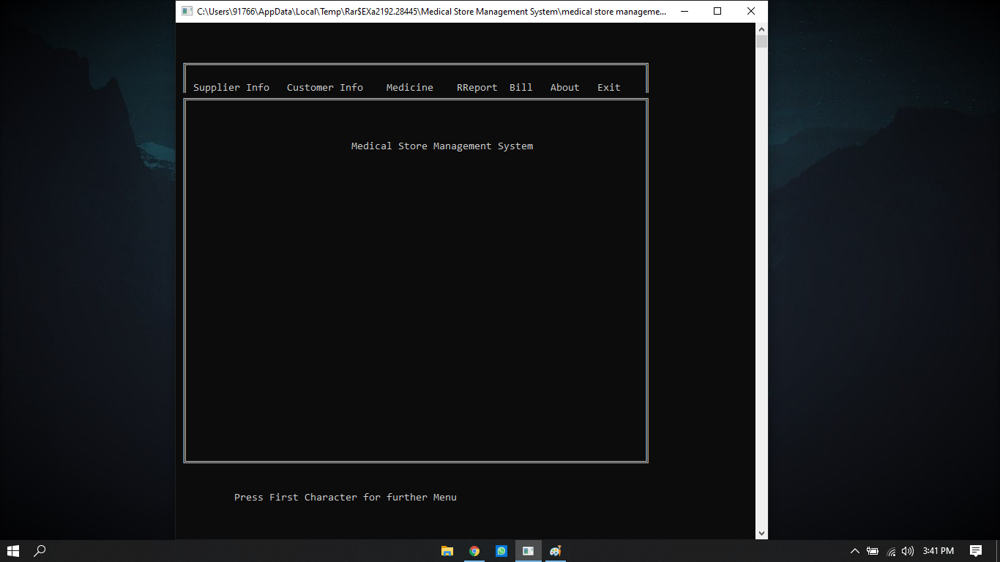 C:\Users\91766\AppData\Local\Temp\Rar$EXa2192.28445\Medical Store Management System\medical store manageme...
Supplier Info Customer Info Medicine RReport Bill About Exit
Medical Store Management System
Press First Character for further Menu
3:41 PM